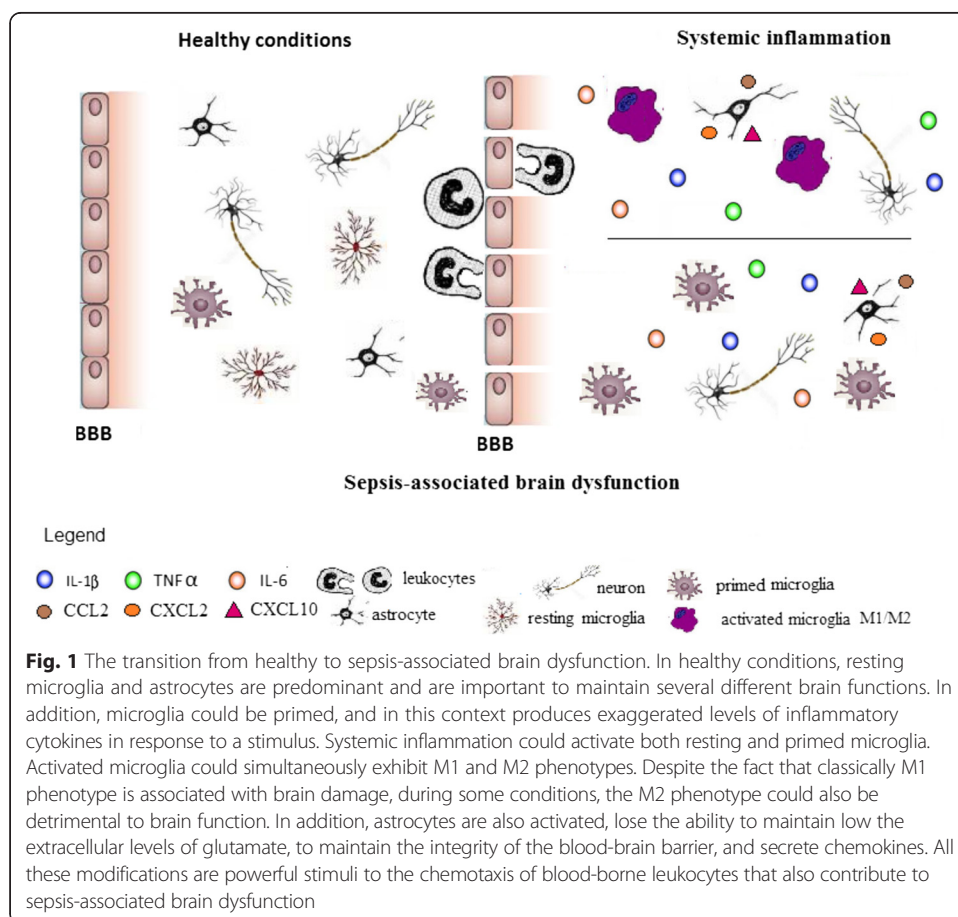 Healthy conditions
Systemic inflammation
BBB
BBB
Sepsis-associated brain dysfunction
Legend
IL-1β TNF α IL-6 leukocytes neuron primed microglia
CCL2 CXCL2 CXCL10 astrocyte resting microglia activated microglia M1/M2
Fig. 1 The transition from healthy to sepsis-associated brain dysfunction. In healthy conditions, resting
microglia and astrocytes are predominant and are important to maintain several different brain functions. In
addition, microglia could be primed, and in this context produces exaggerated levels of inflammatory
cytokines in response to a stimulus. Systemic inflammation could activate both resting and primed microglia.
Activated microglia could simultaneously exhibit M1 and M2 phenotypes. Despite the fact that classically M1
phenotype is associated with brain damage, during some conditions, the M2 phenotype could also be
detrimental to brain function. In addition, astrocytes are also activated, lose the ability to maintain low the
extracellular levels of glutamate, to maintain the integrity of the blood-brain barrier, and secrete chemokines. All
these modifications are powerful stimuli to the chemotaxis of blood-borne leukocytes that also contribute to
sepsis-associated brain dysfunction